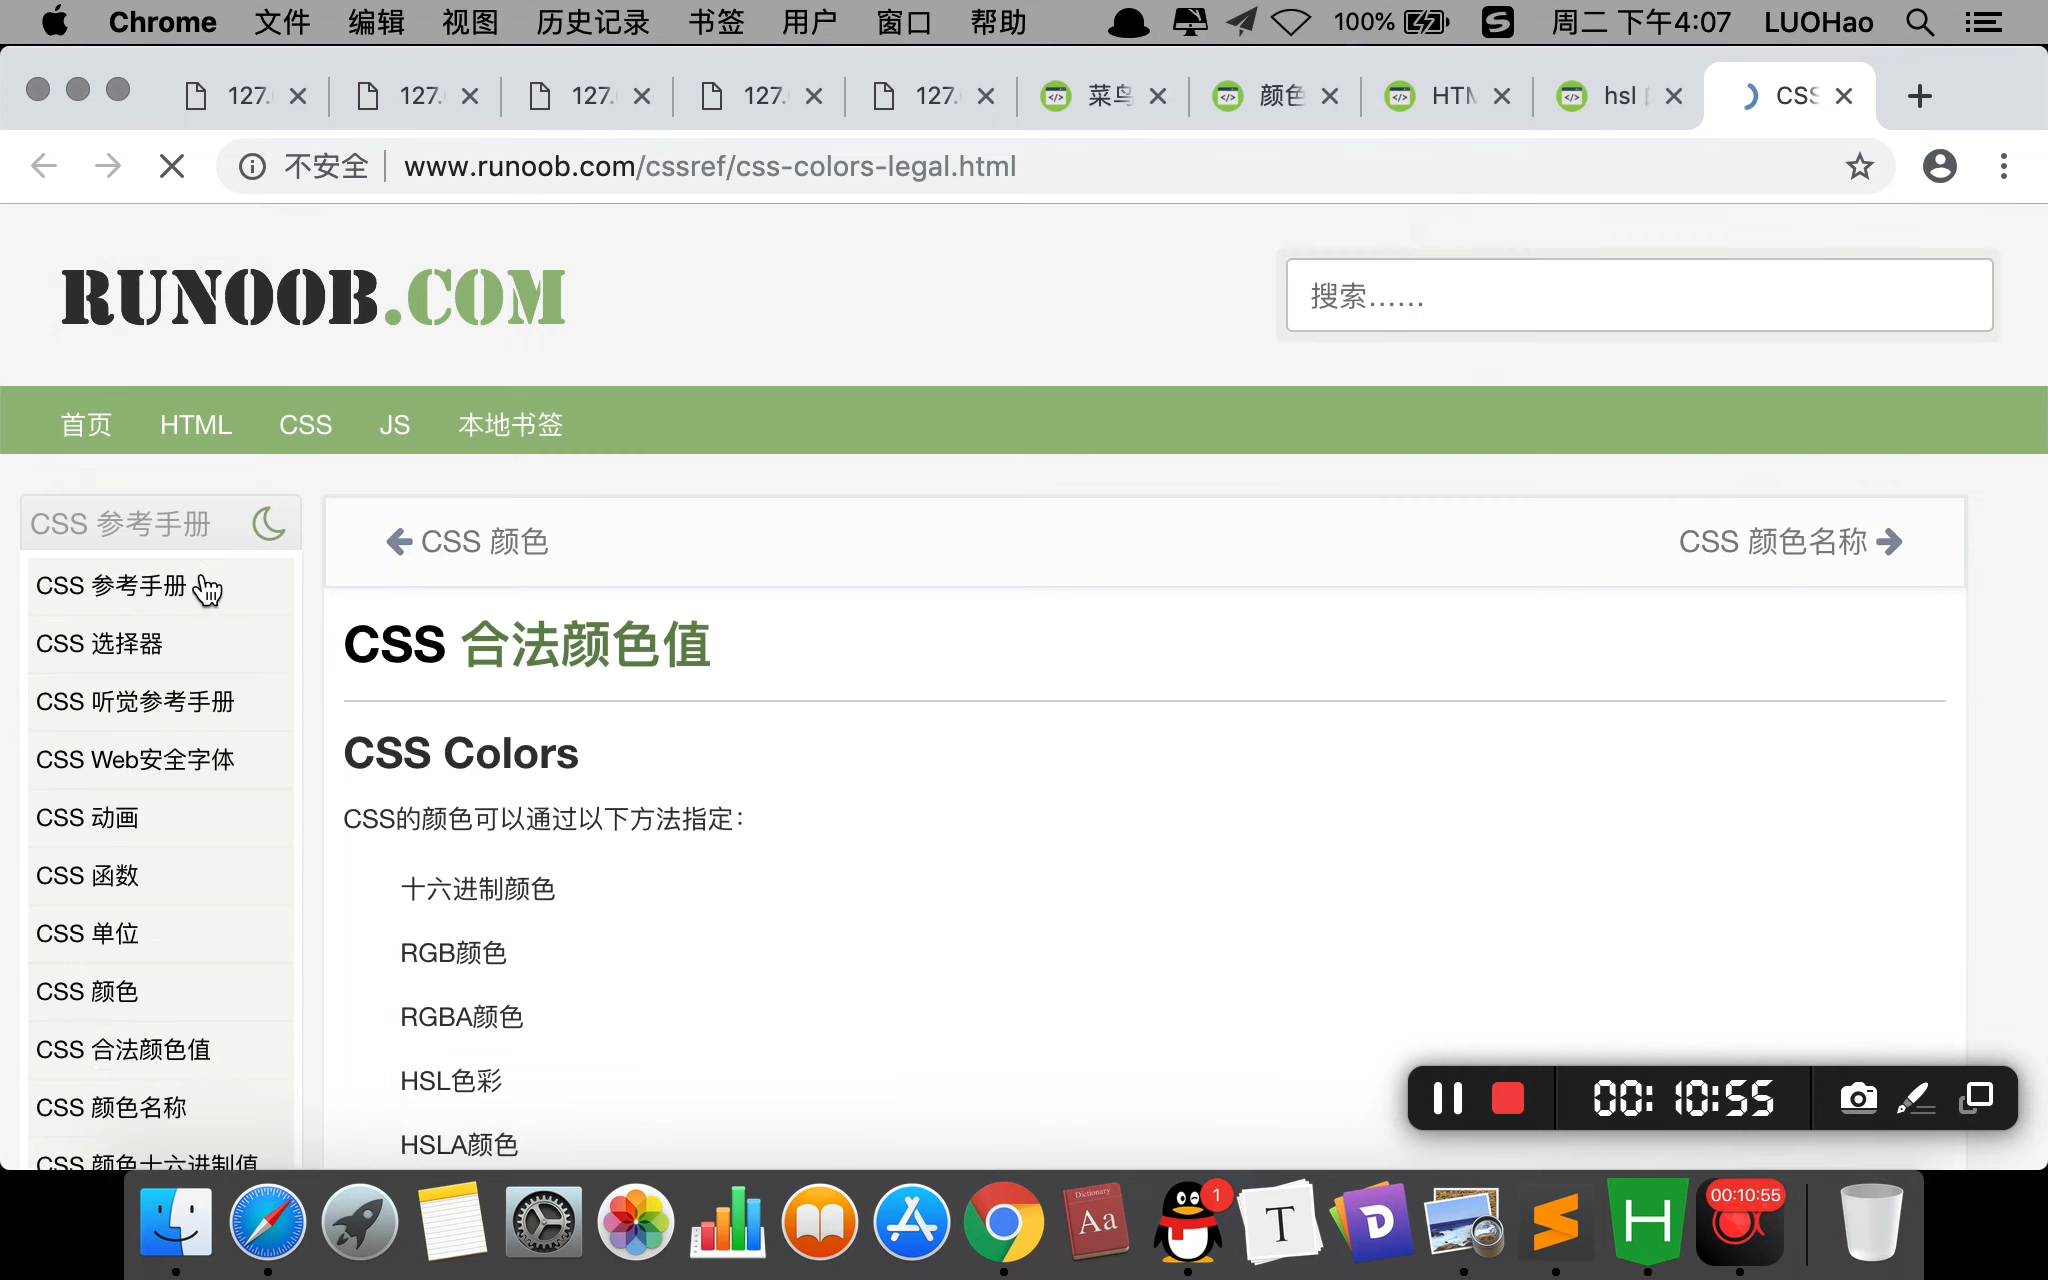 Chrome 文件 编辑 视图 历史记录 书签 用户 窗口 帮助 100% 周二 下午4:07 LUOHao
127. 127. 127. 127. 127. 菜鸟 颜色 HTM hsl CSS
不安全 www.runoob.com/cssref/css-colors-legal.html
RUNOOB.COM
搜索......
首页 HTML CSS JS 本地书签
CSS 参考手册
CSS 参考手册
CSS 选择器
CSS 听觉参考手册
CSS Web安全字体
CSS 动画
CSS 函数
CSS 单位
CSS 颜色
CSS 合法颜色值
CSS 颜色名称
CSS 颜色十六进制值
CSS 颜色
CSS 颜色名称
CSS 合法颜色值
CSS Colors
CSS的颜色可以通过以下方法指定：
十六进制颜色
RGB颜色
RGBA颜色
HSL色彩
HSLA颜色
00:10:55
Dictionary
Aa
1
T
D
H
00:10:55